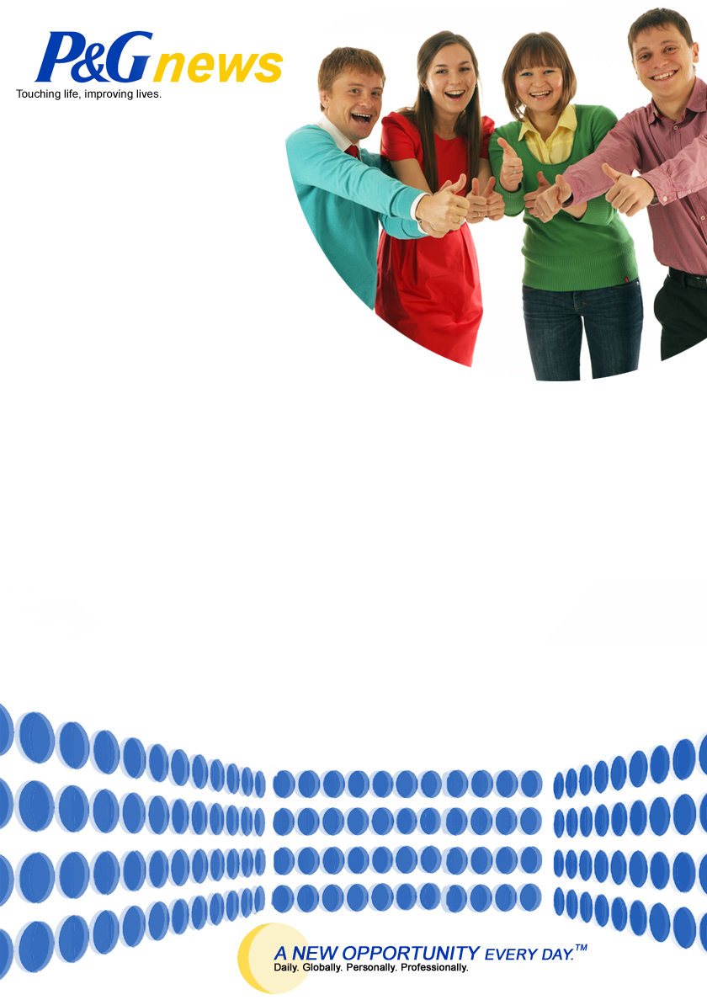 P&G news
Touching life, improving lives.
A NEW OPPORTUNITY EVERY DAY.™
Daily. Globally. Personally. Professionally.